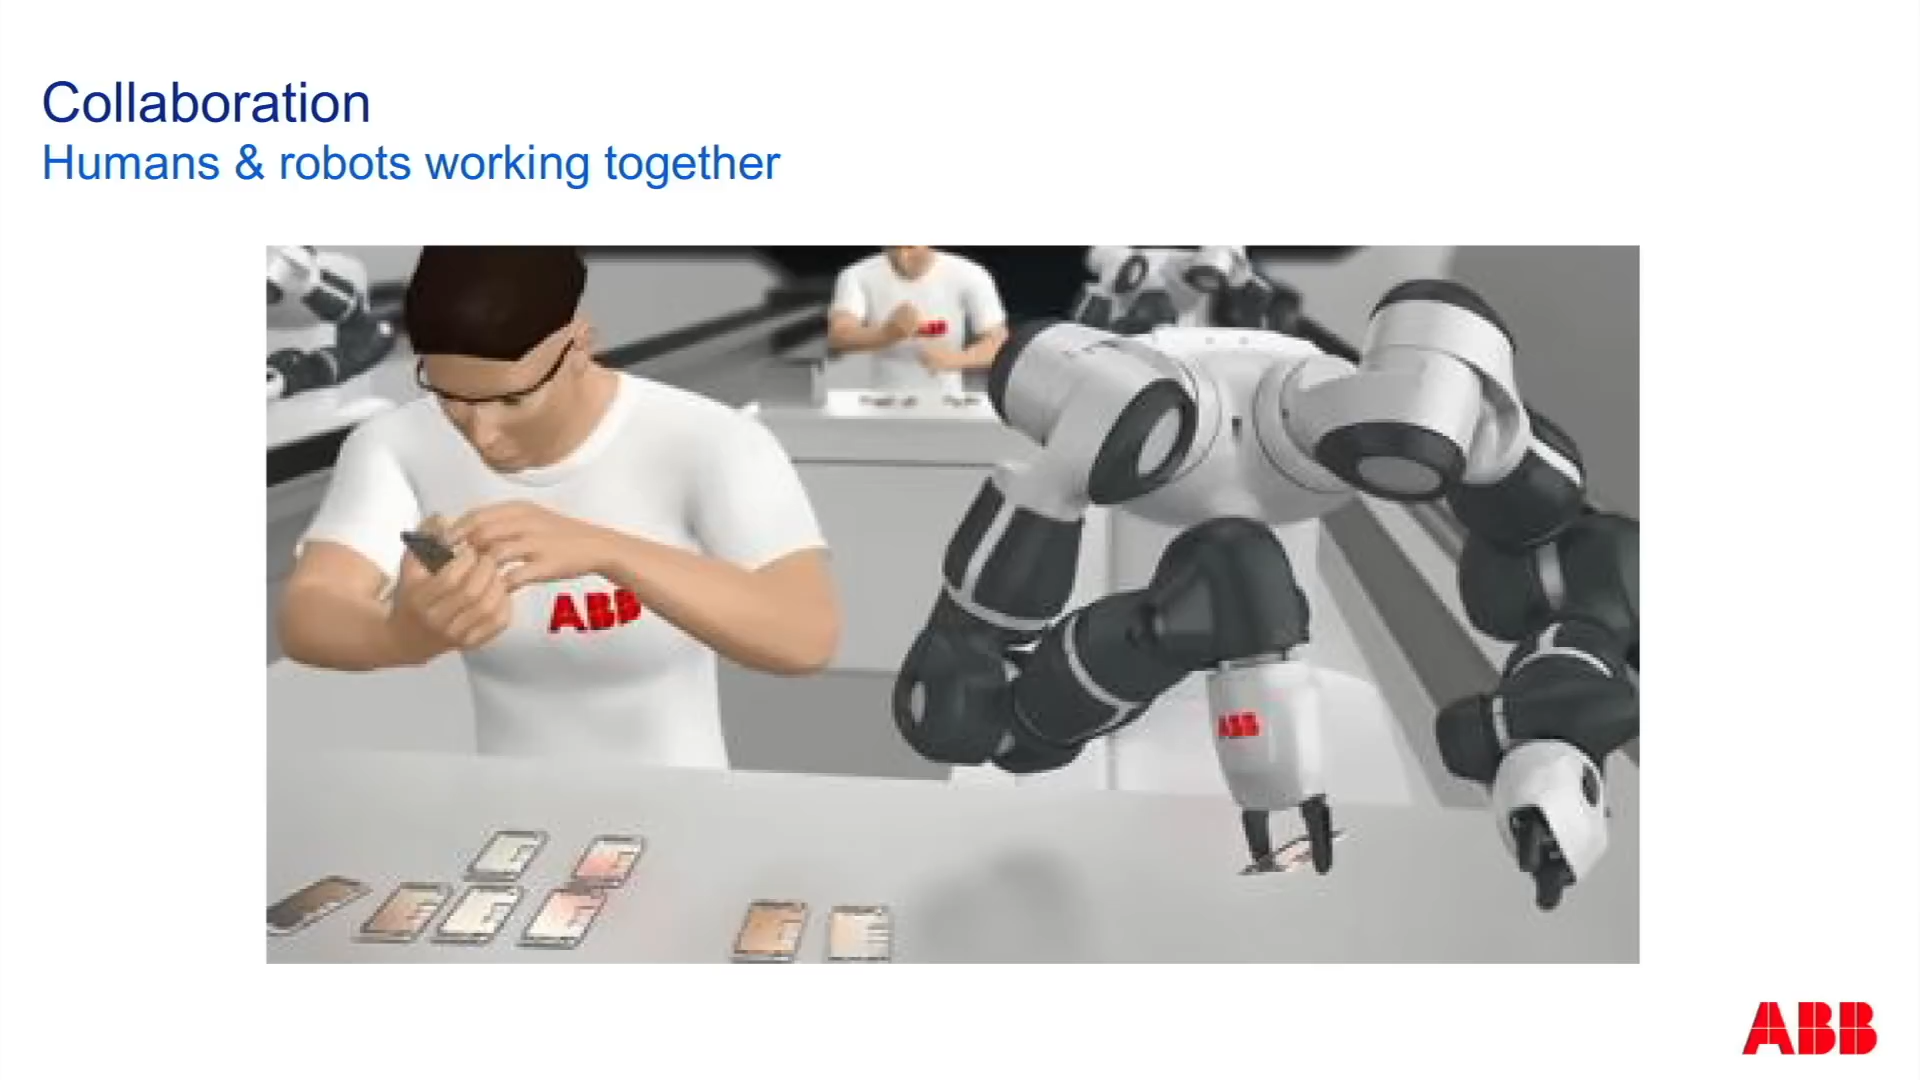 Collaboration
Humans & robots working together
ABB
ABB
ABB
ABB